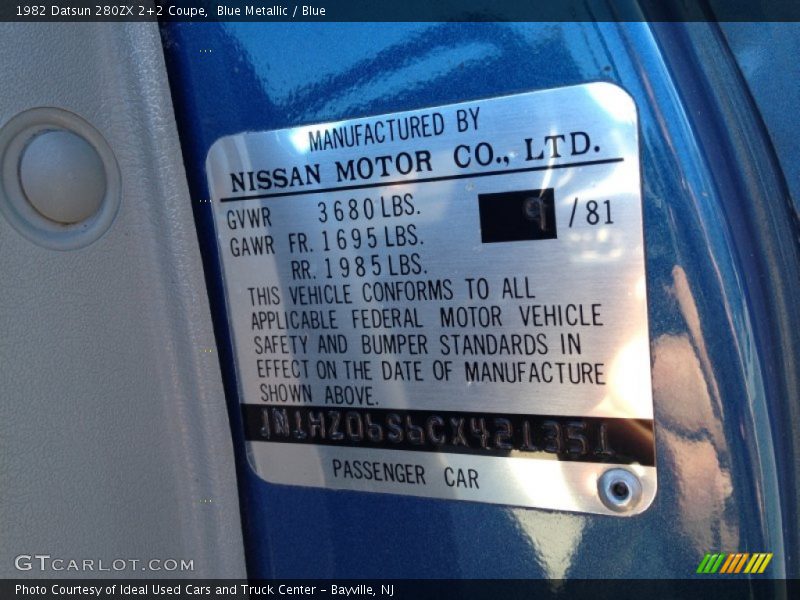 1982 Datsun 280ZX 2+2 Coupe, Blue Metallic / Blue
MANUFACTURED BY
NISSAN MOTOR CO., LTD.
GVWR 3680 LBS. 9 /81
GAWR FR. 1695 LBS.
RR. 1985 LBS.
THIS VEHICLE CONFORMS TO ALL
APPLICABLE FEDERAL MOTOR VEHICLE
SAFETY AND BUMPER STANDARDS IN
EFFECT ON THE DATE OF MANUFACTURE
SHOWN ABOVE.
JN1HZ06S6CX421351
PASSENGER CAR
GTCARLOT.COM
Photo Courtesy of Ideal Used Cars and Truck Center – Bayville, NJ